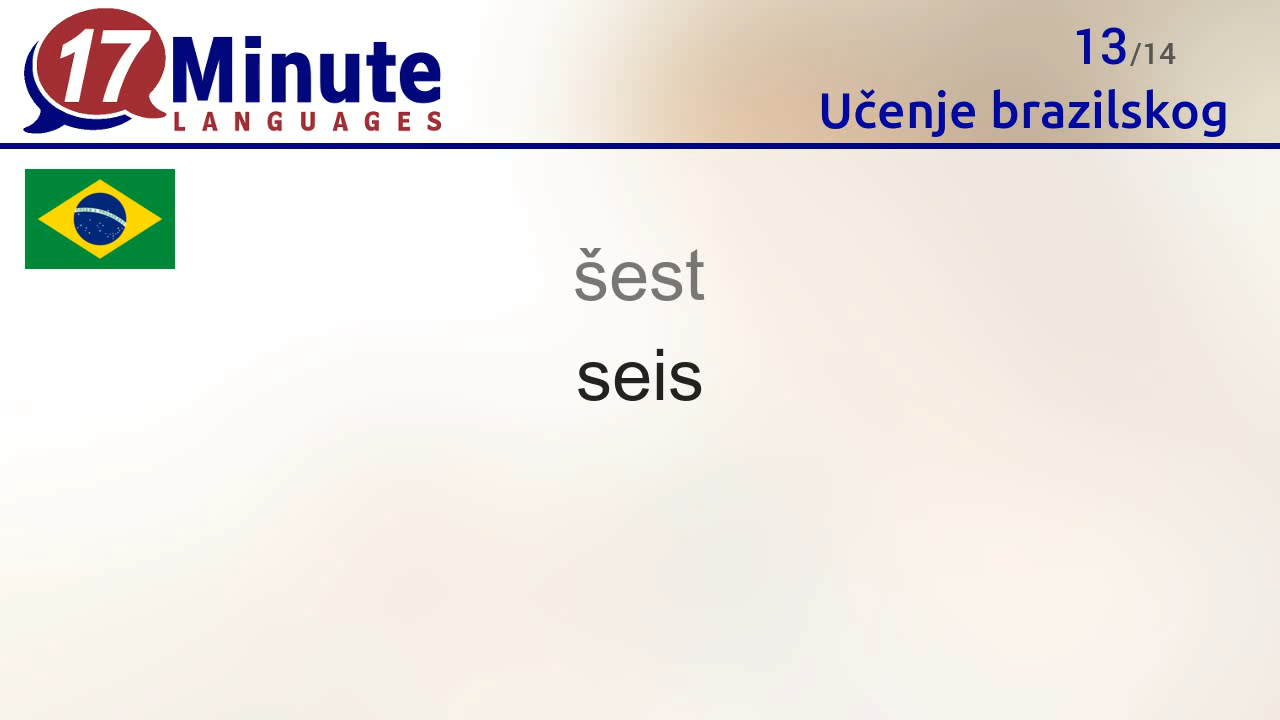 17 Minute
LANGUAGES
13/14
Učenje brazilskog
šest
seis